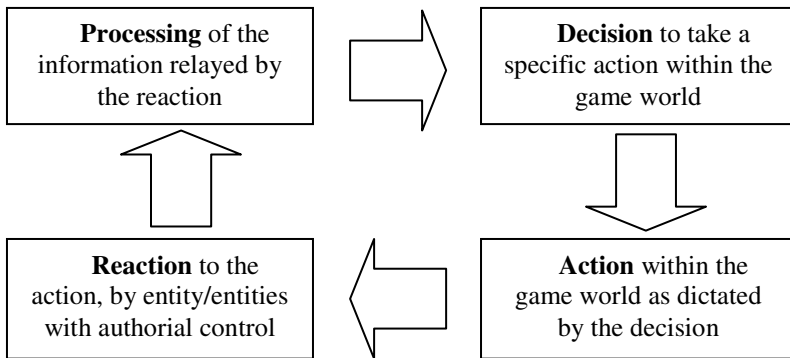 Processing of the
information relayed by
the reaction
Decision to take a
specific action within the
game world
Reaction to the
action, by entity/entities
with authorial control
Action within the
game world as dictated
by the decision